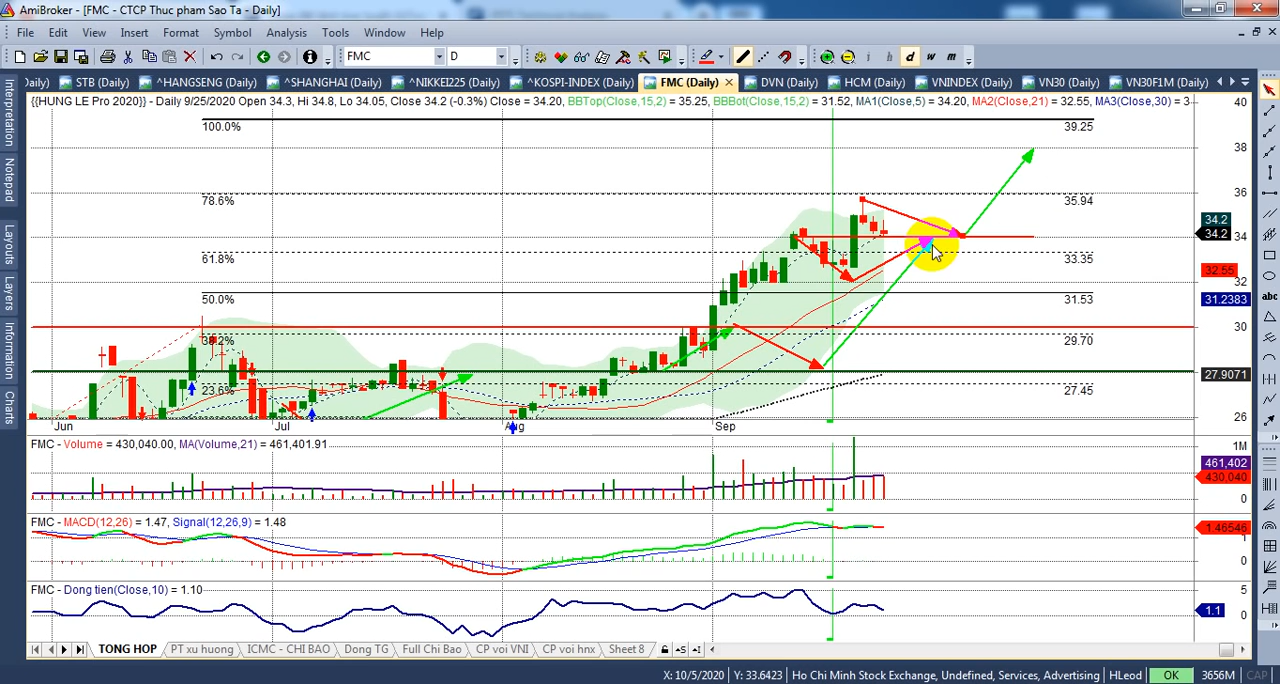 AmiBroker - [FMC - CTCP Thuc pham Sao Ta - Daily]
File Edit View Insert Format Symbol Analysis Tools Window Help
FMC D i h d w m
Daily) STB (Daily) ^HANGSENG (Daily) ^SHANGHAI (Daily) ^NIKKEI225 (Daily) ^KOSPI-INDEX (Daily) FMC (Daily) DVN (Daily) HCM (Daily) VNINDEX (Daily) VN30 (Daily) VN30F1M (Daily)
{{HUNG LE Pro 2020}} - Daily 9/25/2020 Open 34.3, Hi 34.8, Lo 34.05, Close 34.2 (-0.3%) Close = 34.20, BBTop(Close,15,2) = 35.25, BBBot(Close,15,2) = 31.52, MA1(Close,5) = 34.20, MA2(Close,21) = 32.55, MA3(Close,30) = 3
Interpretation
Notepad
Layouts
Layers
Information
Charts
100.0% 39.25
78.6% 35.94
61.8% 33.35
50.0% 31.53
38.2% 29.70
23.6% 27.45
40
38
36
34.2
34.2
34
32.55
32
31.2383
30
27.9071
26
Jun Jul Aug Sep
FMC - Volume = 430,040.00, MA(Volume,21) = 461,401.91
1M
461,402
430,040
0
FMC - MACD(12,26) = 1.47, Signal(12,26,9) = 1.48
1.46546
1
0
FMC - Dong tien(Close,10) = 1.10
5
1.1
0
TONG HOP PT xu huong ICMC - CHI BAO Dong TG Full Chi Bao CP voi VNI CP voi hnx Sheet 8
X: 10/5/2020 Y: 33.6423 Ho Chi Minh Stock Exchange, Undefined, Services, Advertising HLeod OK 3656M CAP
abc